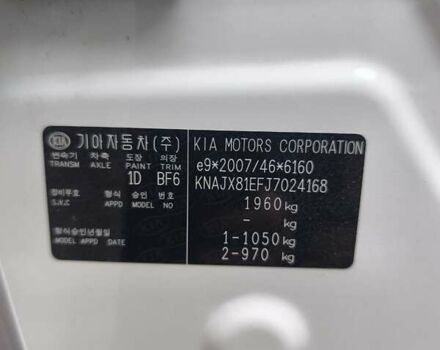 KIA 기아자동차(주)
변속기 차축 도장 의장
TRANSM AXLE PAINT TRIM
1D BF6
정비부호 형식 승인 번호
S.V.C APPD MODEL NO
형식승인년월일
MODEL APPD DATE
KIA MOTORS CORPORATION
e9*2007/46*6160
KNAJX81EFJ7024168
1960 kg
- kg
1-1050 kg
2-970 kg